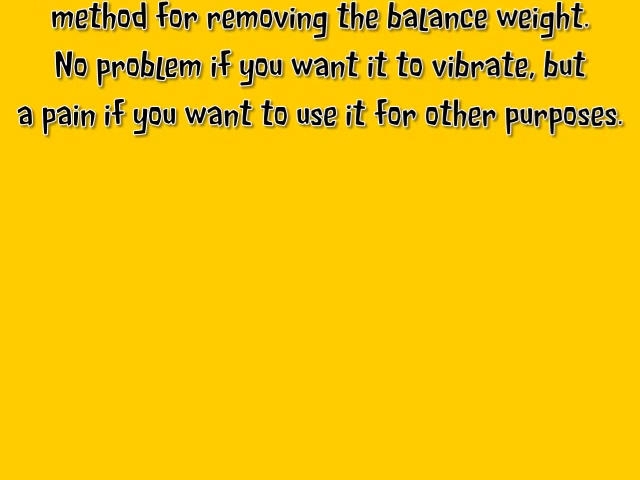 method for removing the balance weight.
No problem if you want it to vibrate, but
a pain if you want to use it for other purposes.